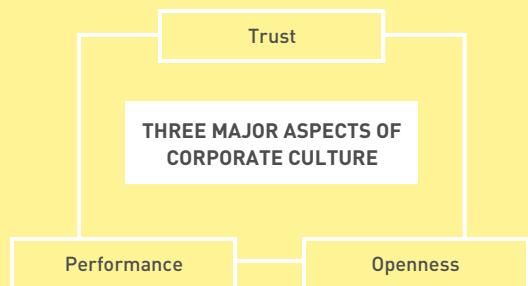 Trust
THREE MAJOR ASPECTS OF
CORPORATE CULTURE
Performance
Openness